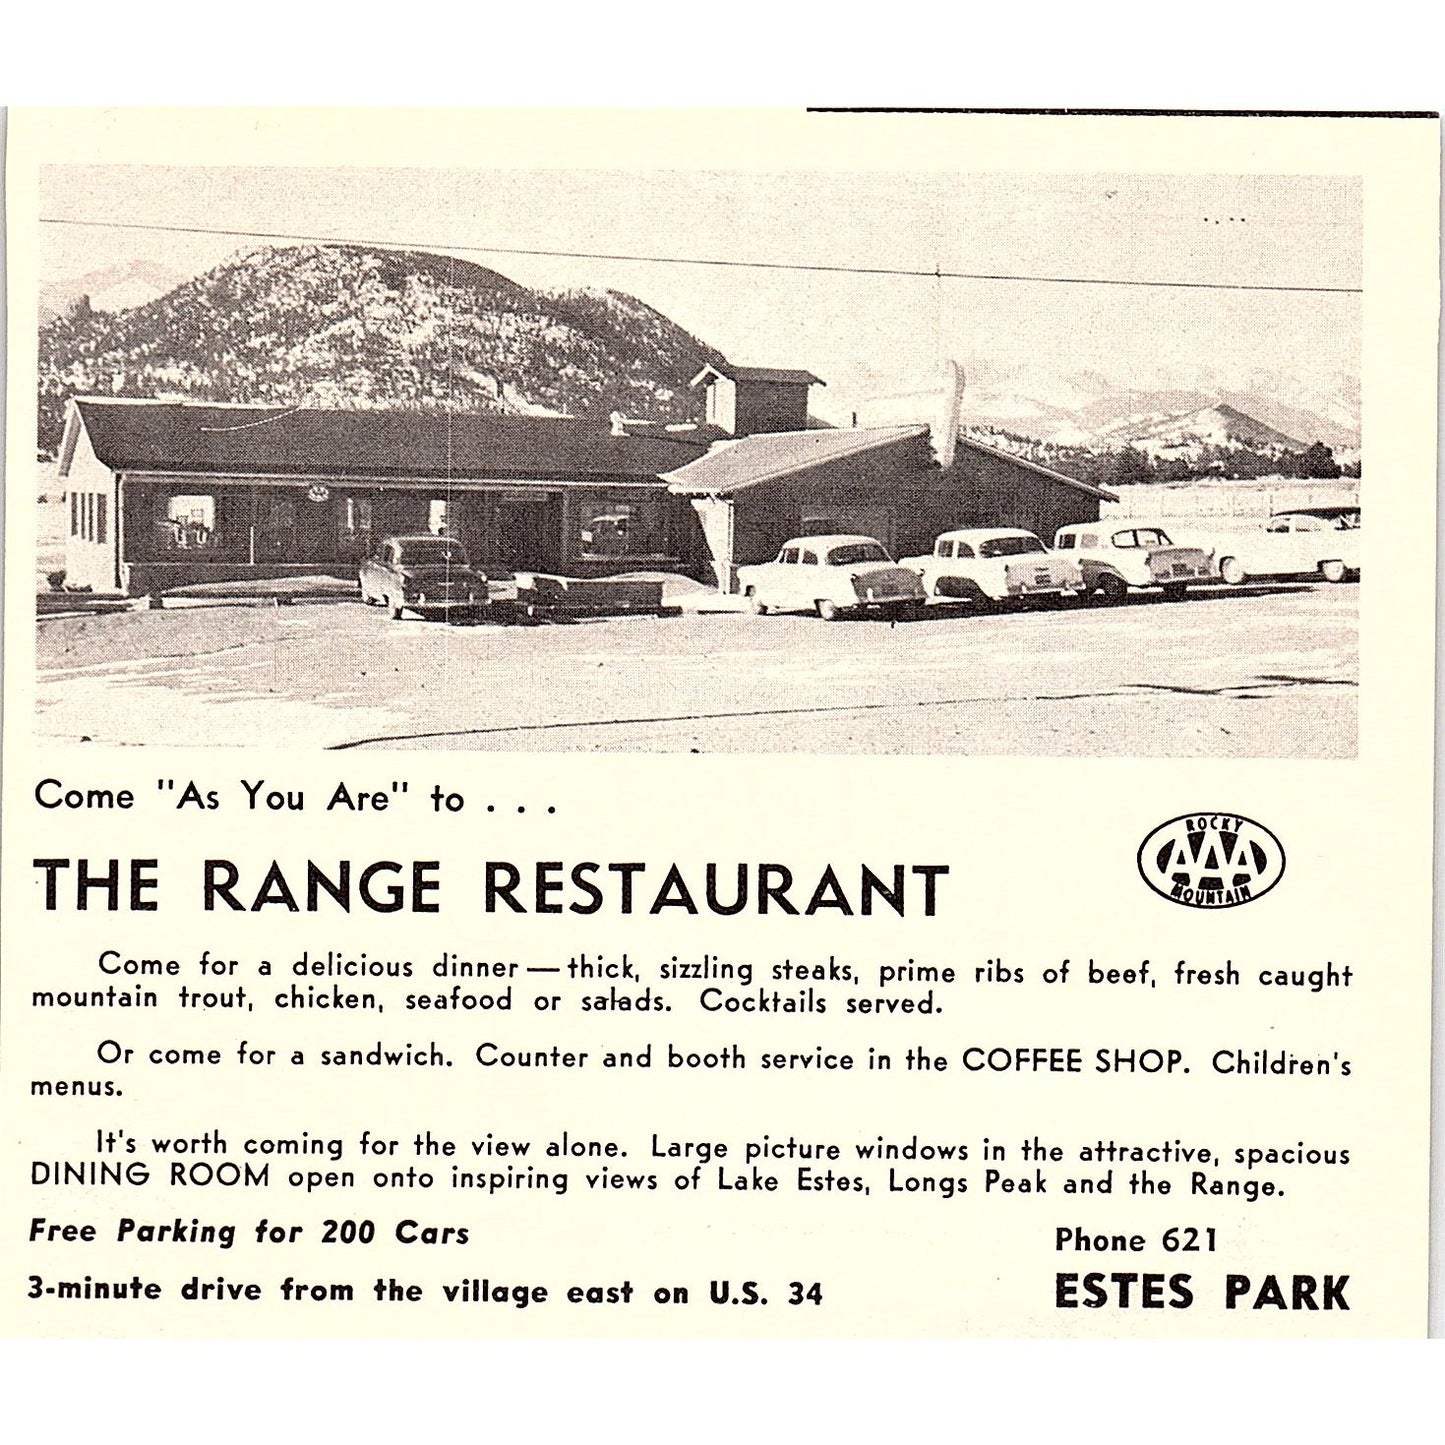 Come "As You Are" to . . .
THE RANGE RESTAURANT
ROCKY
AAA
MOUNTAIN
Come for a delicious dinner — thick, sizzling steaks, prime ribs of beef, fresh caught
mountain trout, chicken, seafood or salads. Cocktails served.
Or come for a sandwich. Counter and booth service in the COFFEE SHOP. Children's
menus.
It's worth coming for the view alone. Large picture windows in the attractive, spacious
DINING ROOM open onto inspiring views of Lake Estes, Longs Peak and the Range.
Free Parking for 200 Cars
3-minute drive from the village east on U.S. 34
Phone 621
ESTES PARK